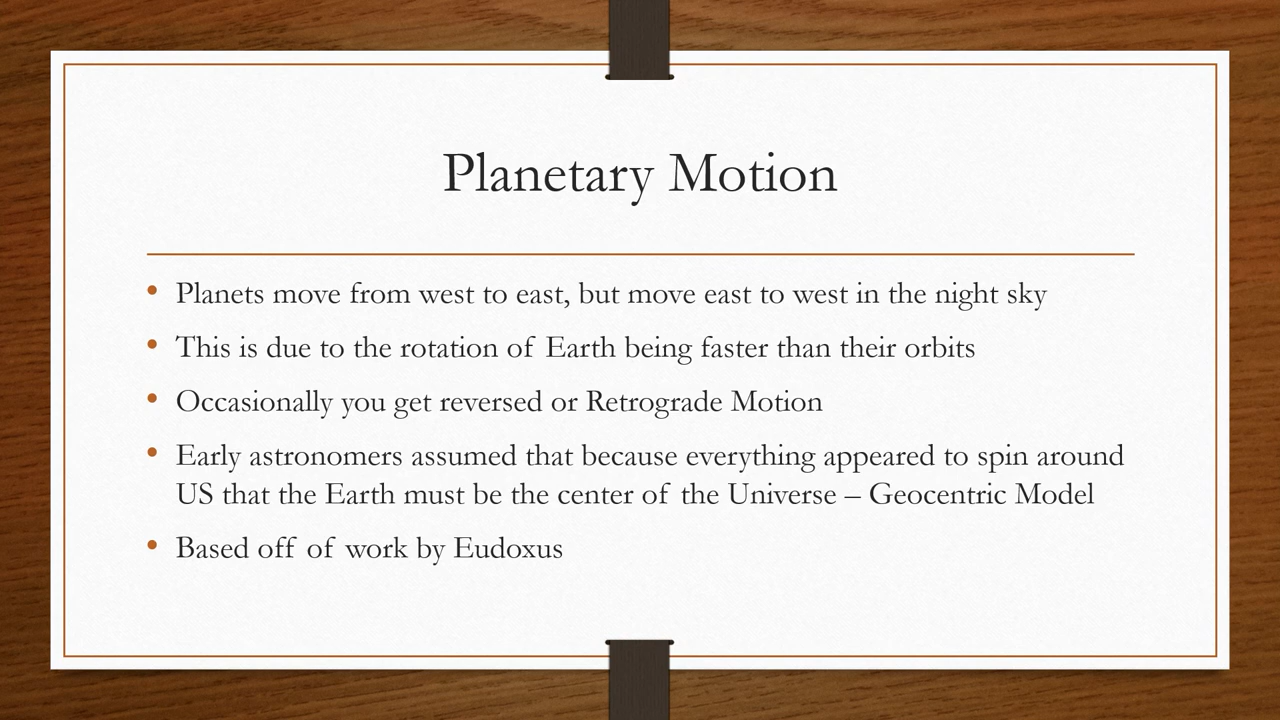 Planetary Motion
• Planets move from west to east, but move east to west in the night sky
• This is due to the rotation of Earth being faster than their orbits
• Occasionally you get reversed or Retrograde Motion
• Early astronomers assumed that because everything appeared to spin around
US that the Earth must be the center of the Universe – Geocentric Model
• Based off of work by Eudoxus